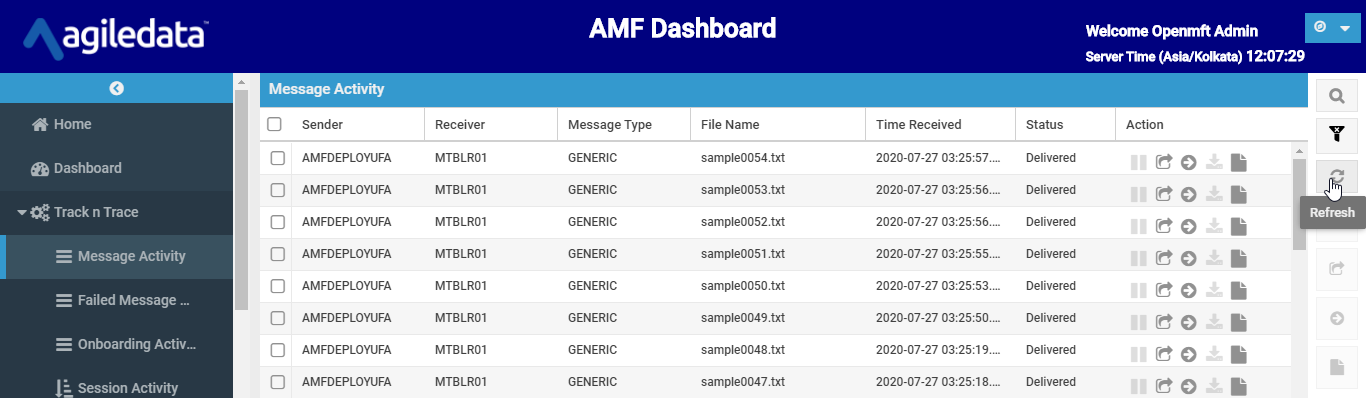 agiledata™
AMF Dashboard
Welcome Openmft Admin
Server Time (Asia/Kolkata) 12:07:29
Home
Dashboard
Track n Trace
Message Activity
Failed Message ...
Onboarding Activ...
Session Activity
Message Activity
Sender Receiver Message Type File Name Time Received Status Action
AMFDEPLOYUFA MTBLR01 GENERIC sample0054.txt 2020-07-27 03:25:57.... Delivered
AMFDEPLOYUFA MTBLR01 GENERIC sample0053.txt 2020-07-27 03:25:56.... Delivered
AMFDEPLOYUFA MTBLR01 GENERIC sample0052.txt 2020-07-27 03:25:56.... Delivered
AMFDEPLOYUFA MTBLR01 GENERIC sample0051.txt 2020-07-27 03:25:55.... Delivered
AMFDEPLOYUFA MTBLR01 GENERIC sample0050.txt 2020-07-27 03:25:53.... Delivered
AMFDEPLOYUFA MTBLR01 GENERIC sample0049.txt 2020-07-27 03:25:50.... Delivered
AMFDEPLOYUFA MTBLR01 GENERIC sample0048.txt 2020-07-27 03:25:19.... Delivered
AMFDEPLOYUFA MTBLR01 GENERIC sample0047.txt 2020-07-27 03:25:18.... Delivered
Refresh